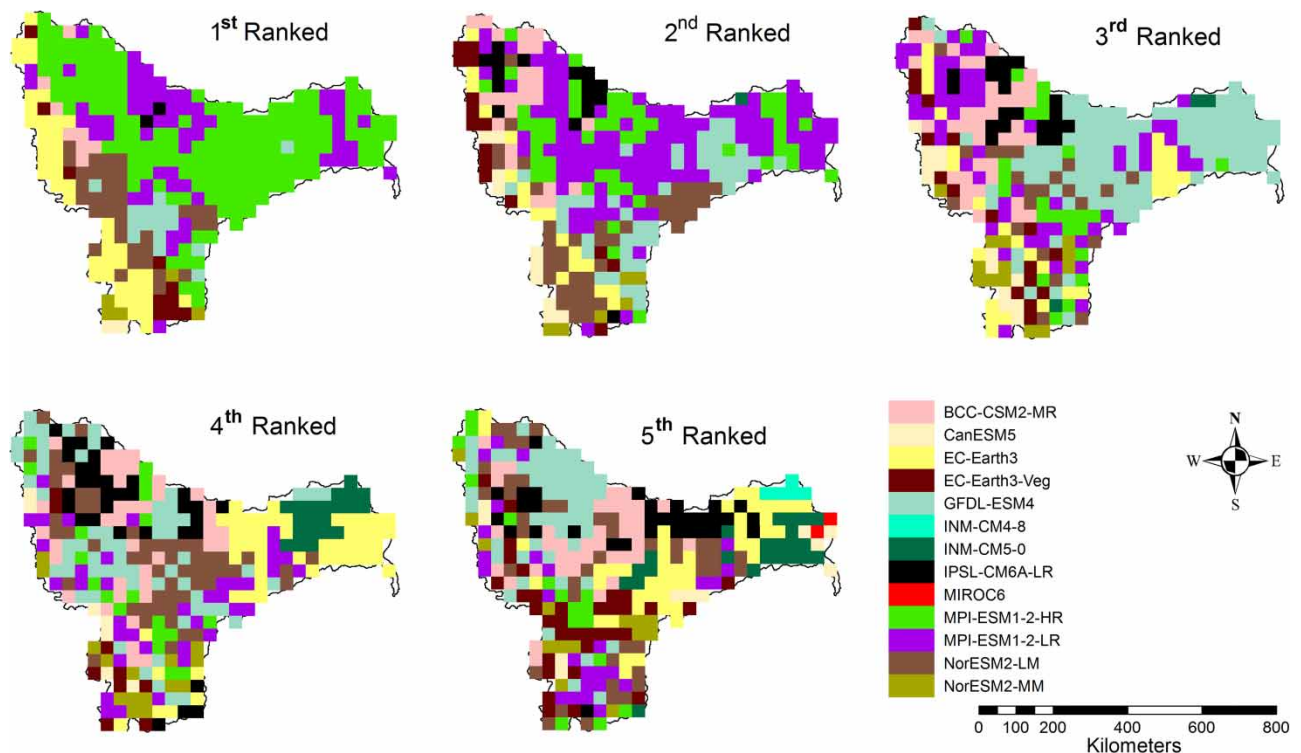 1st Ranked
2nd Ranked
3rd Ranked
4th Ranked
5th Ranked
BCC-CSM2-MR
CanESM5
EC-Earth3
EC-Earth3-Veg
GFDL-ESM4
INM-CM4-8
INM-CM5-0
IPSL-CM6A-LR
MIROC6
MPI-ESM1-2-HR
MPI-ESM1-2-LR
NorESM2-LM
NorESM2-MM
N
W E
S
0 100 200 400 600 800
Kilometers